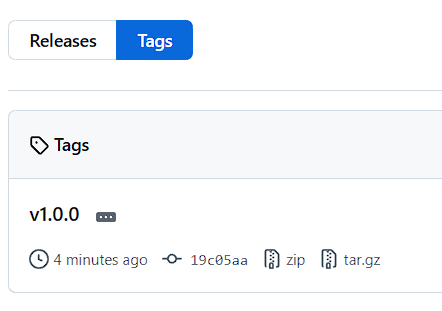 Releases Tags
Tags
v1.0.0
4 minutes ago 19c05aa zip tar.gz